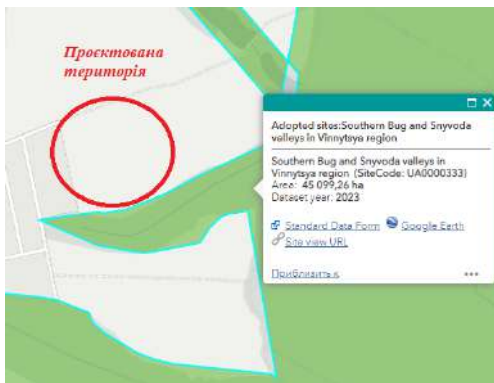 Проєктована
територія
Adopted sites:Southern Bug and Snyvoda
valleys in Vinnytsya region
Southern Bug and Snyvoda valleys in
Vinnytsya region (SiteCode: UA0000333)
Area: 45 099,26 ha
Dataset year: 2023
Standard Data Form Google Earth
Site view URL
Приблизить к